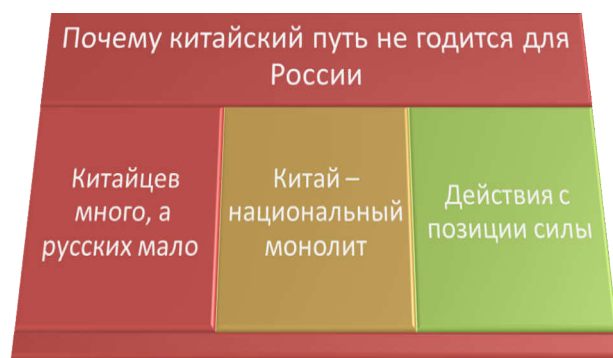 Почему китайский путь не годится для
России
Китайцев
много, а
русских мало
Китай –
национальный
монолит
Действия с
позиции силы